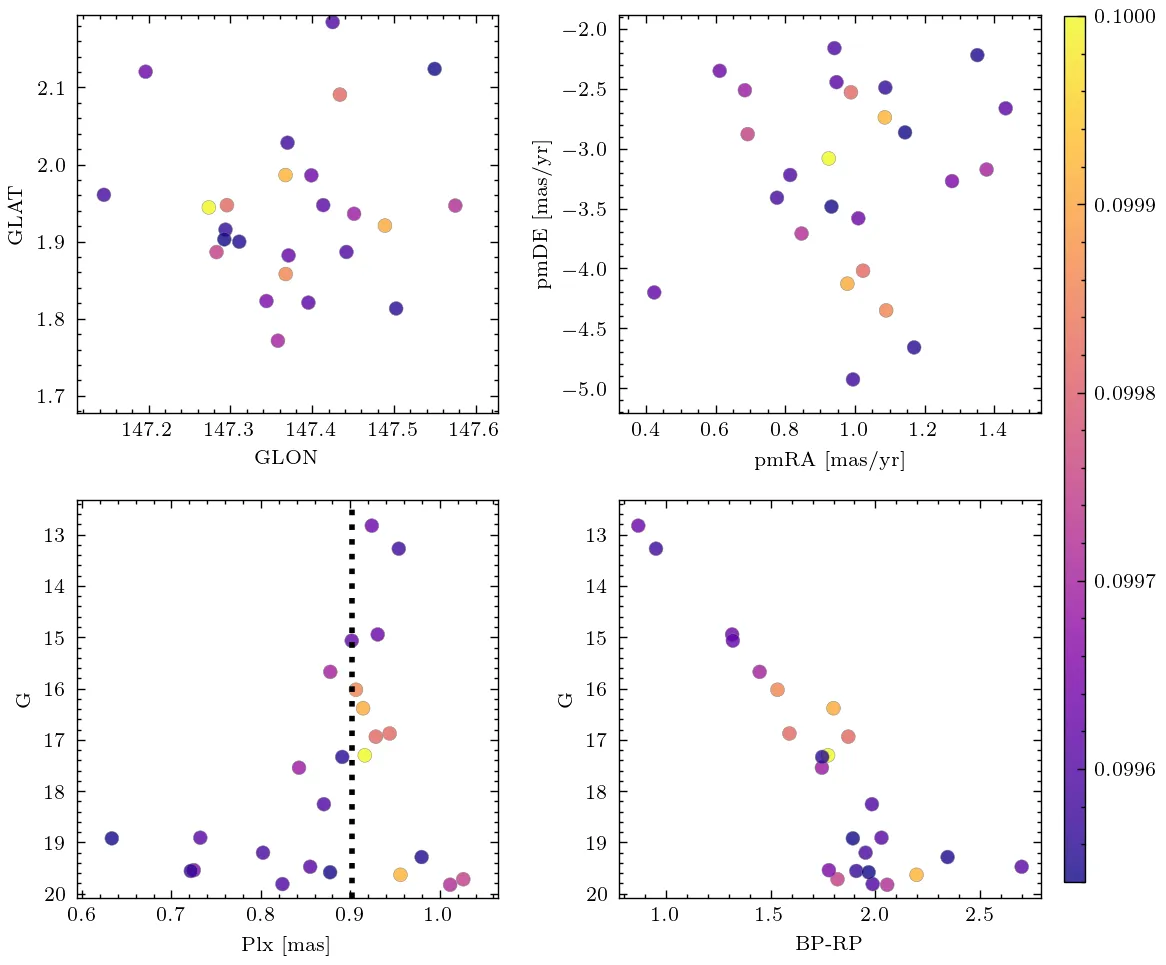 GLAT
2.1
2.0
1.9
1.8
1.7
147.2 147.3 147.4 147.5 147.6
GLON
pmDE [mas/yr]
−2.0
−2.5
−3.0
−3.5
−4.0
−4.5
−5.0
0.4 0.6 0.8 1.0 1.2 1.4
pmRA [mas/yr]
0.1000
0.0999
0.0998
0.0997
0.0996
G
13
14
15
16
17
18
19
20
0.6 0.7 0.8 0.9 1.0
Plx [mas]
G
13
14
15
16
17
18
19
20
1.0 1.5 2.0 2.5
BP-RP